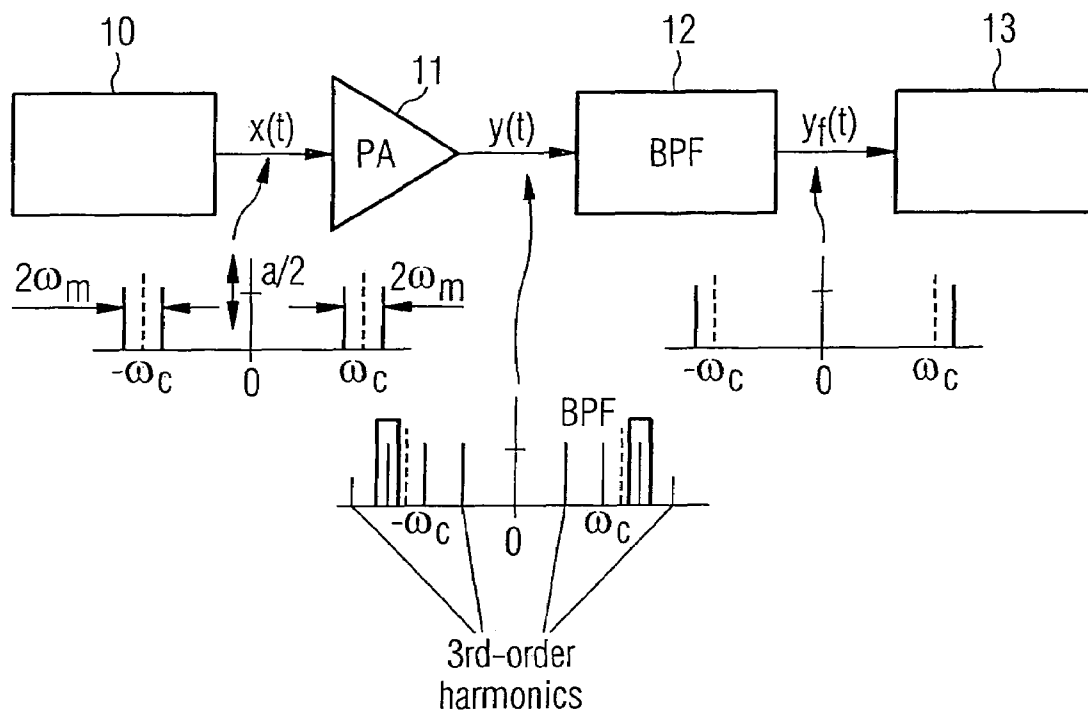 10
11
12
13
x(t)
PA
y(t)
BPF
y_f(t)
2ω_m
a/2
2ω_m
-ω_c
0
ω_c
-ω_c
0
ω_c
BPF
-ω_c
0
ω_c
3rd-order
harmonics